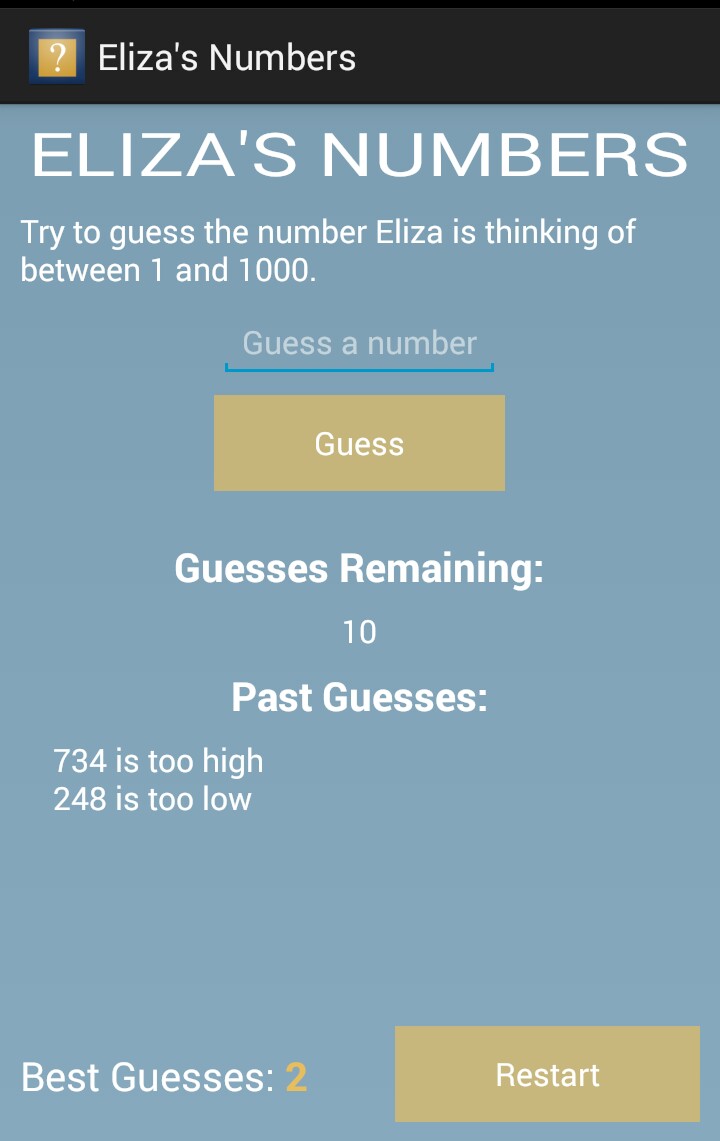 ?
Eliza's Numbers
ELIZA'S NUMBERS
Try to guess the number Eliza is thinking of
between 1 and 1000.
Guess a number
Guess
Guesses Remaining:
10
Past Guesses:
734 is too high
248 is too low
Best Guesses: 2
Restart